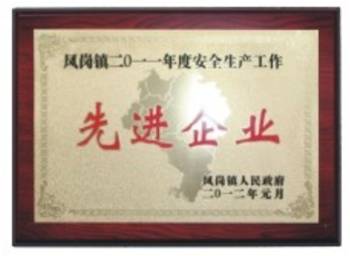 凤岗镇二〇一一年度安全生产工作
先进企业
凤岗镇人民政府
二〇一二年元月